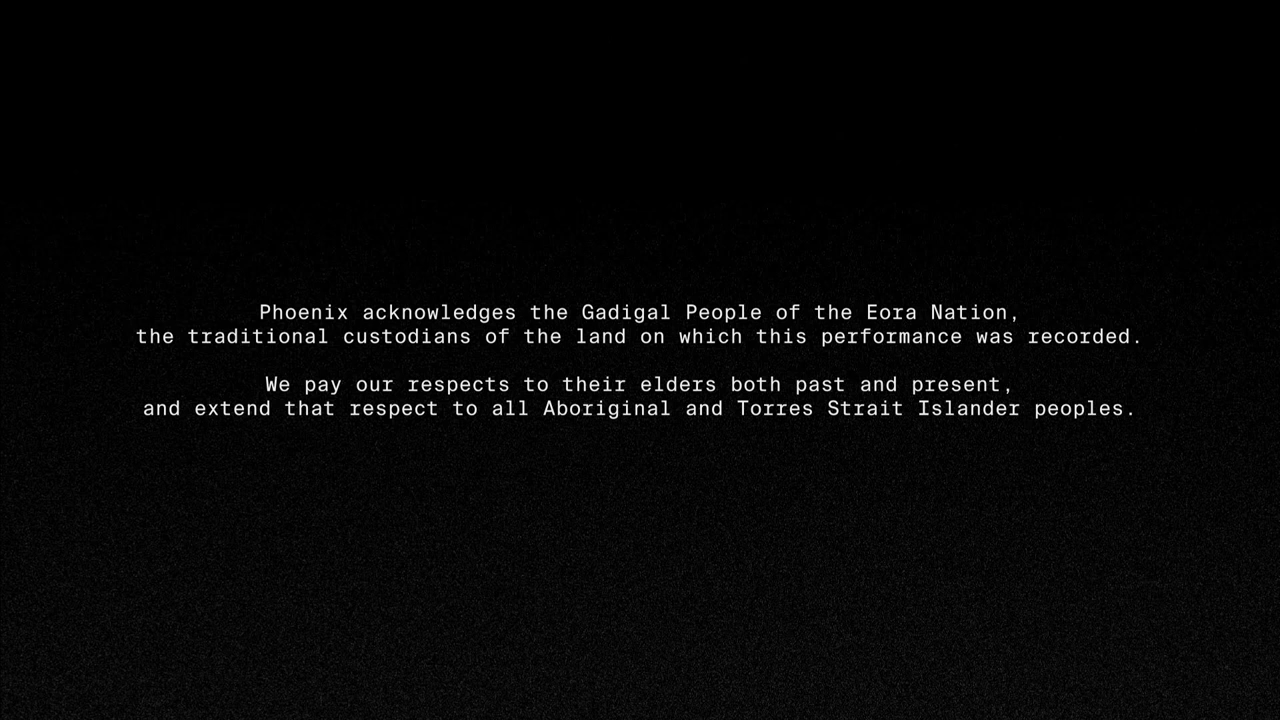 Phoenix acknowledges the Gadigal People of the Eora Nation,
the traditional custodians of the land on which this performance was recorded.
We pay our respects to their elders both past and present,
and extend that respect to all Aboriginal and Torres Strait Islander peoples.